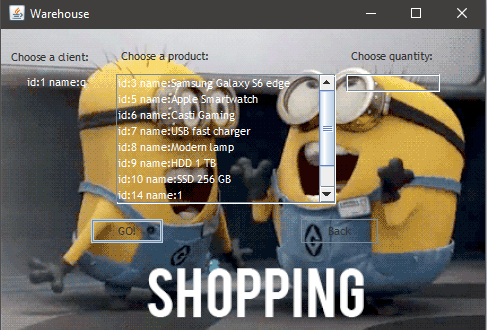 Warehouse
Choose a client:
Choose a product:
Choose quantity:
id:1 name:q
id:3 name:Samsung Galaxy S6 edge
id:5 name:Apple Smartwatch
id:6 name:Casti Gaming
id:7 name:USB fast charger
id:8 name:Modern lamp
id:9 name:HDD 1 TB
id:10 name:SSD 256 GB
id:14 name:1
GO!
Back
SHOPPING